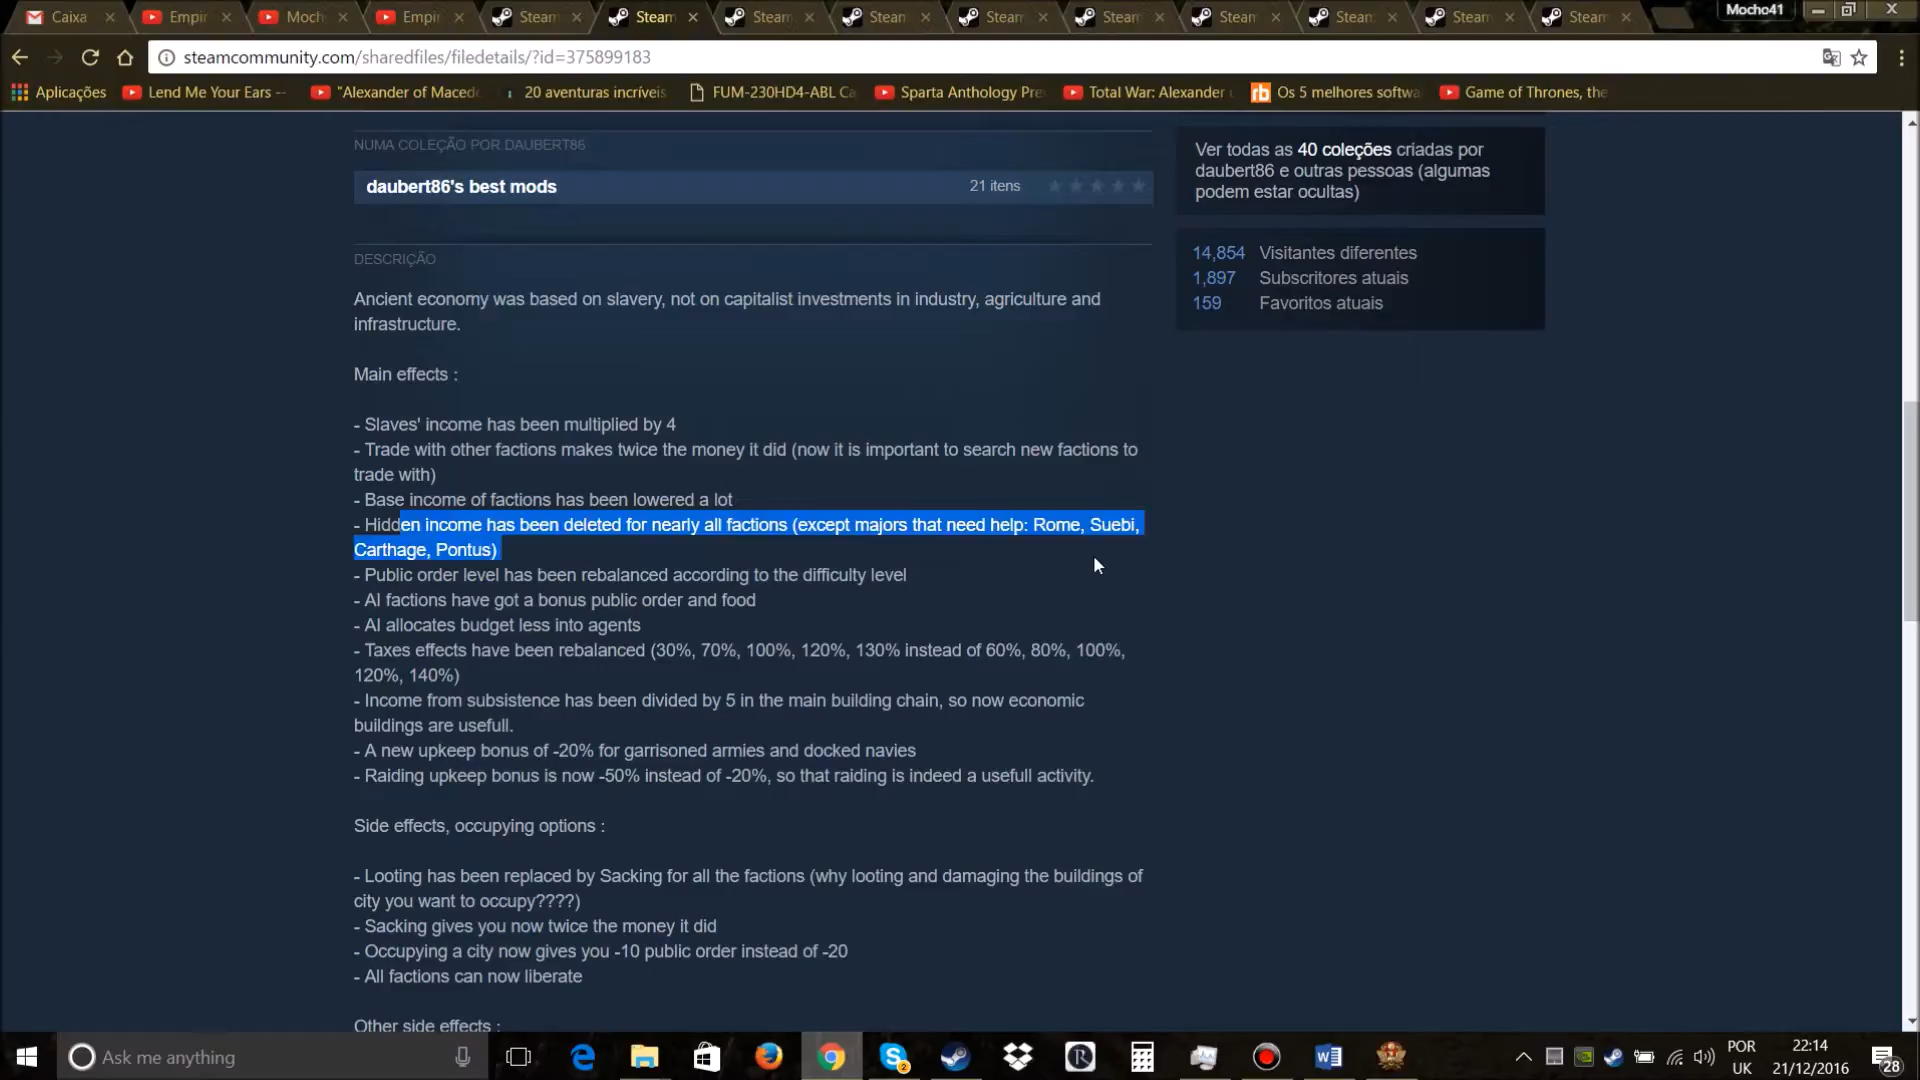 Caixa
Empir
Moch
Empir
Steam
Steam
Steam
Steam
Steam
Steam
Steam
Steam
Steam
Steam
Mocho41
steamcommunity.com/sharedfiles/filedetails/?id=375899183
Aplicações
Lend Me Your Ears --
"Alexander of Macedo
20 aventuras incríveis
FUM-230HD4-ABL Ca
Sparta Anthology Pre
Total War: Alexander
Os 5 melhores softwa
Game of Thrones, the
NUMA COLEÇÃO POR DAUBERT86
daubert86's best mods
21 itens
Ver todas as 40 coleções criadas por
daubert86 e outras pessoas (algumas
podem estar ocultas)
14,854 Visitantes diferentes
1,897 Subscritores atuais
159 Favoritos atuais
DESCRIÇÃO
Ancient economy was based on slavery, not on capitalist investments in industry, agriculture and
infrastructure.
Main effects :
- Slaves' income has been multiplied by 4
- Trade with other factions makes twice the money it did (now it is important to search new factions to
trade with)
- Base income of factions has been lowered a lot
- Hidden income has been deleted for nearly all factions (except majors that need help: Rome, Suebi,
Carthage, Pontus)
- Public order level has been rebalanced according to the difficulty level
- AI factions have got a bonus public order and food
- AI allocates budget less into agents
- Taxes effects have been rebalanced (30%, 70%, 100%, 120%, 130% instead of 60%, 80%, 100%,
120%, 140%)
- Income from subsistence has been divided by 5 in the main building chain, so now economic
buildings are usefull.
- A new upkeep bonus of -20% for garrisoned armies and docked navies
- Raiding upkeep bonus is now -50% instead of -20%, so that raiding is indeed a usefull activity.
Side effects, occupying options :
- Looting has been replaced by Sacking for all the factions (why looting and damaging the buildings of
city you want to occupy????)
- Sacking gives you now twice the money it did
- Occupying a city now gives you -10 public order instead of -20
- All factions can now liberate
Other side effects :
Ask me anything
2
POR
UK
22:14
21/12/2016
28